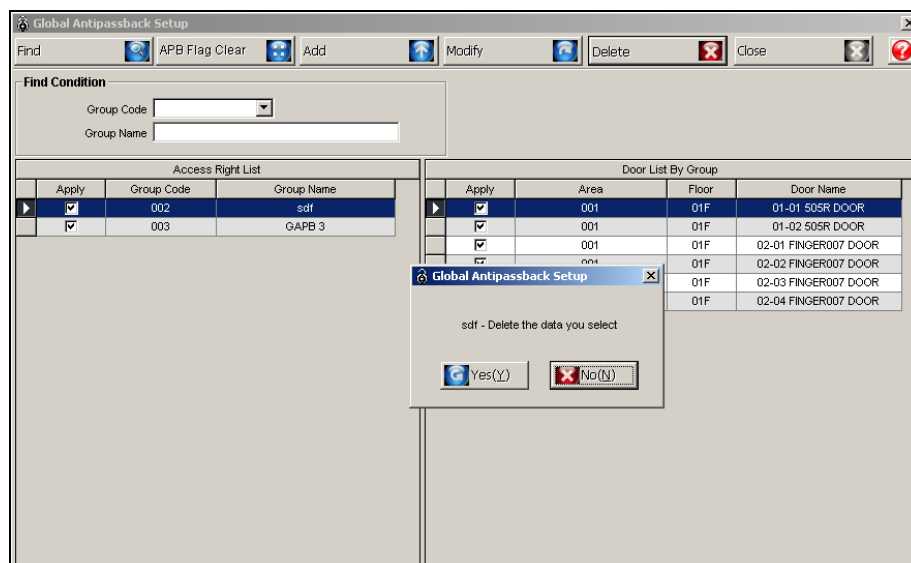 Global Antipassback Setup
Find APB Flag Clear Add Modify Delete Close
Find Condition
Group Code
Group Name
Access Right List
Apply Group Code Group Name
002 sdf
003 GAPB 3
Door List By Group
Apply Area Floor Door Name
001 01F 01-01 505R DOOR
001 01F 01-02 505R DOOR
001 01F 02-01 FINGER007 DOOR
001 01F 02-02 FINGER007 DOOR
01F 02-03 FINGER007 DOOR
01F 02-04 FINGER007 DOOR
Global Antipassback Setup
sdf - Delete the data you select
Yes(Y) No(N)